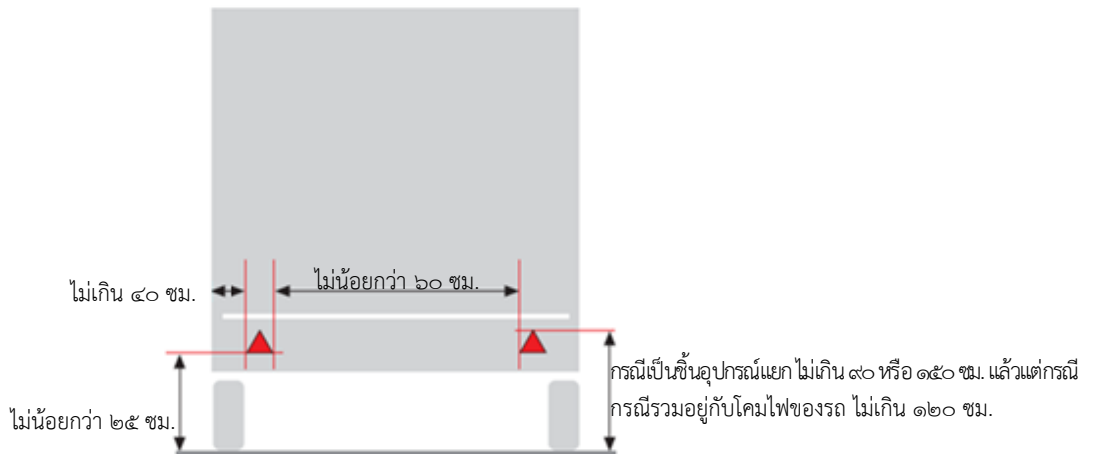 ไม่เกิน ๔๐ ซม.
ไม่น้อยกว่า ๖๐ ซม.
กรณีเป็นชิ้นอุปกรณ์แยก ไม่เกิน ๙๐ หรือ ๑๕๐ ซม. แล้วแต่กรณี
กรณีรวมอยู่กับโคมไฟของรถ ไม่เกิน ๑๒๐ ซม.
ไม่น้อยกว่า ๒๕ ซม.